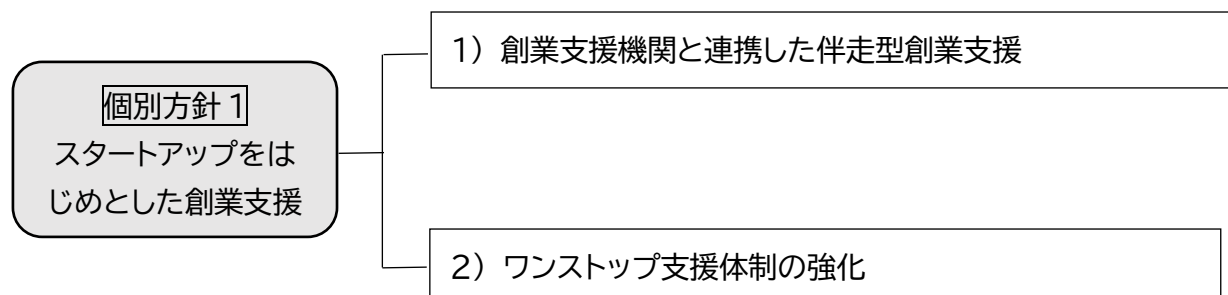 個別方針1
スタートアップをは
じめとした創業支援
1）創業支援機関と連携した伴走型創業支援
2）ワンストップ支援体制の強化